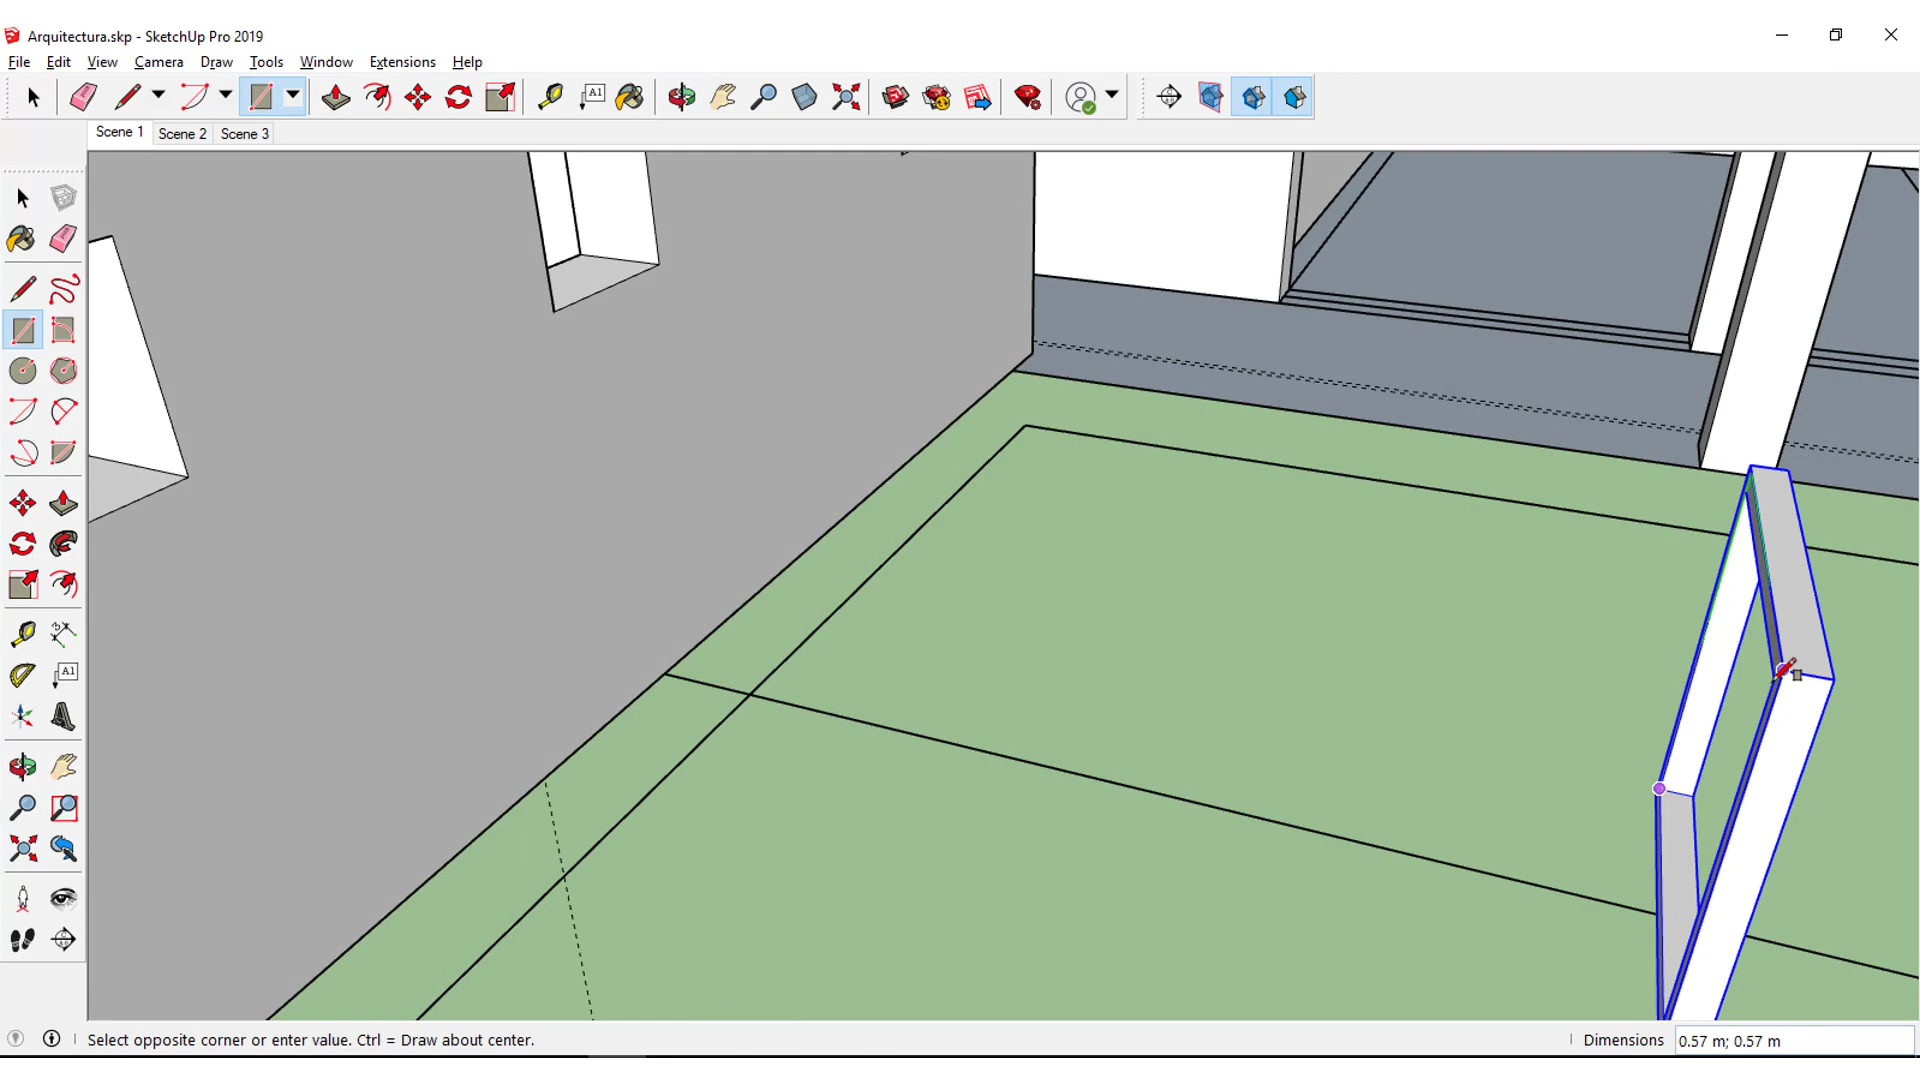 Arquitectura.skp - SketchUp Pro 2019
File Edit View Camera Draw Tools Window Extensions Help
A1
Scene 1 Scene 2 Scene 3
A1
Select opposite corner or enter value. Ctrl = Draw about center. Dimensions 0.57 m; 0.57 m